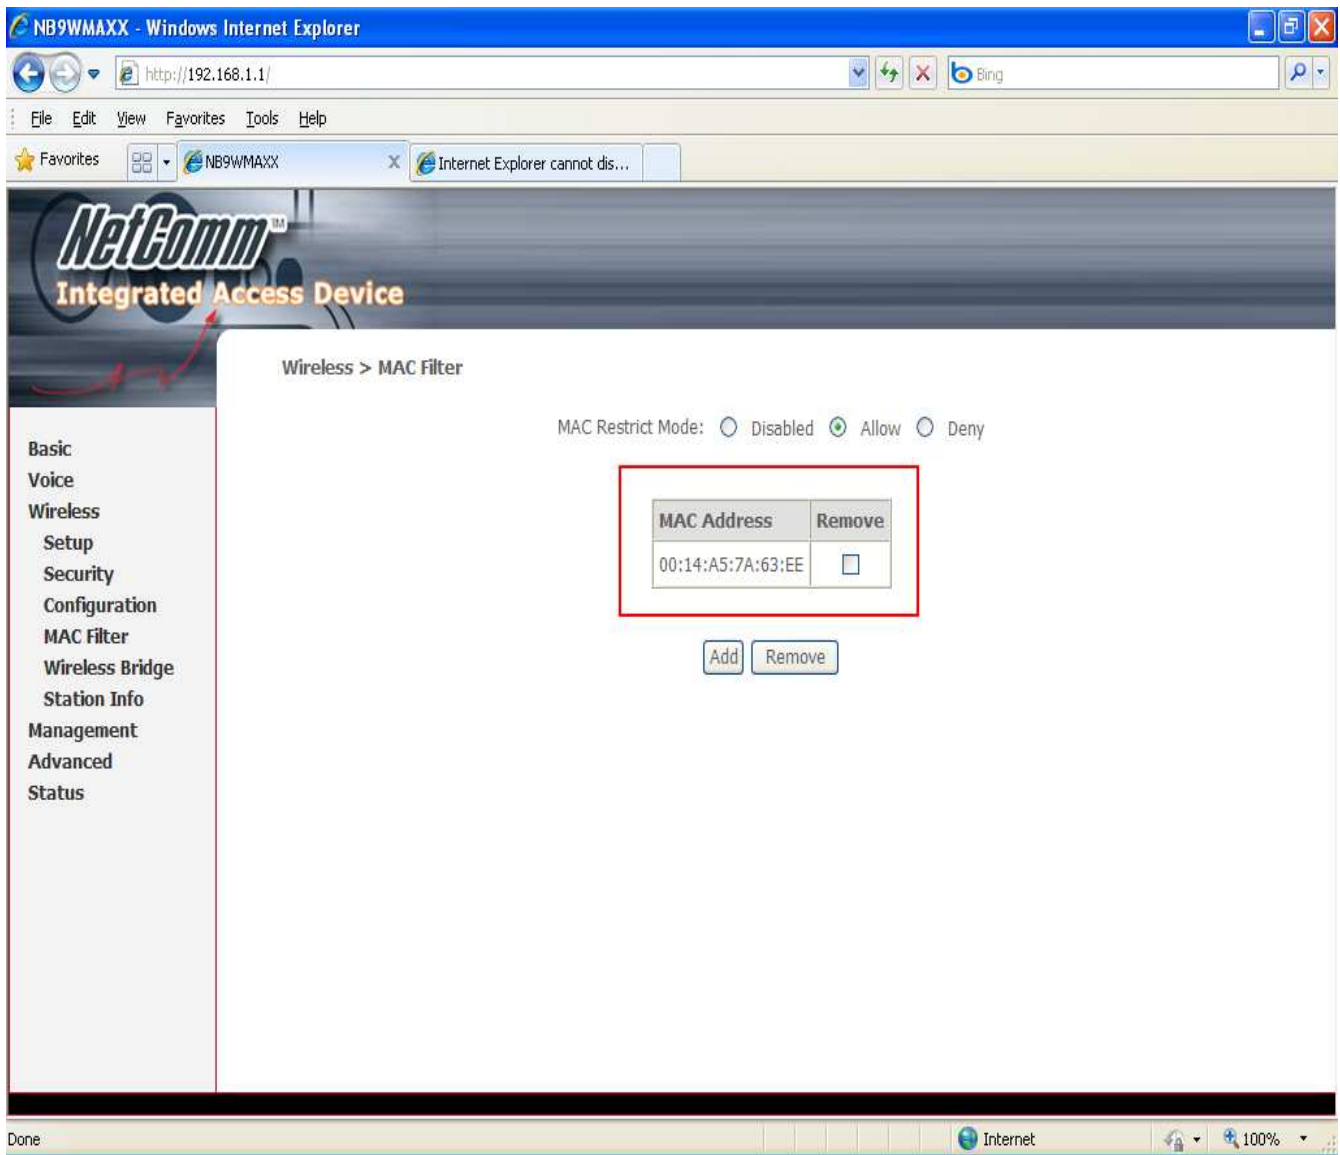 NB9WMAXX - Windows Internet Explorer
http://192.168.1.1/
Bing
File Edit View Favorites Tools Help
Favorites
NB9WMAXX X
Internet Explorer cannot dis...
NetComm™
Integrated Access Device
Wireless > MAC Filter
MAC Restrict Mode: Disabled Allow Deny
Basic
Voice
Wireless
Setup
Security
Configuration
MAC Filter
Wireless Bridge
Station Info
Management
Advanced
Status
MAC Address Remove
00:14:A5:7A:63:EE
Add Remove
Done Internet 100%